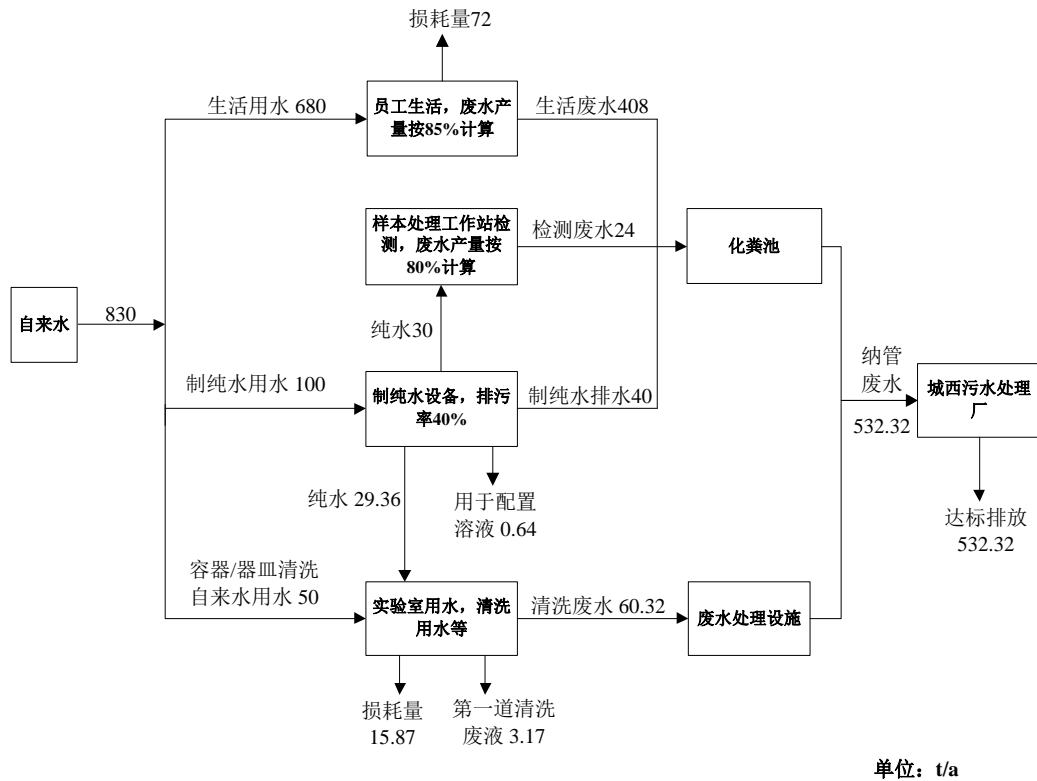 损耗量72
生活用水 680
员工生活，废水产
量按85%计算
生活废水408
样本处理工作站检
测，废水产量按
80%计算
检测废水24
化粪池
自来水
830
纯水30
制纯水用水 100
制纯水设备，排污
率40%
制纯水排水40
纳管
废水
532.32
城西污水处理
厂
纯水 29.36
用于配置
溶液 0.64
达标排放
532.32
容器/器皿清洗
自来水用水 50
实验室用水，清洗
用水等
清洗废水 60.32
废水处理设施
损耗量
15.87
第一道清洗
废液 3.17
单位：t/a